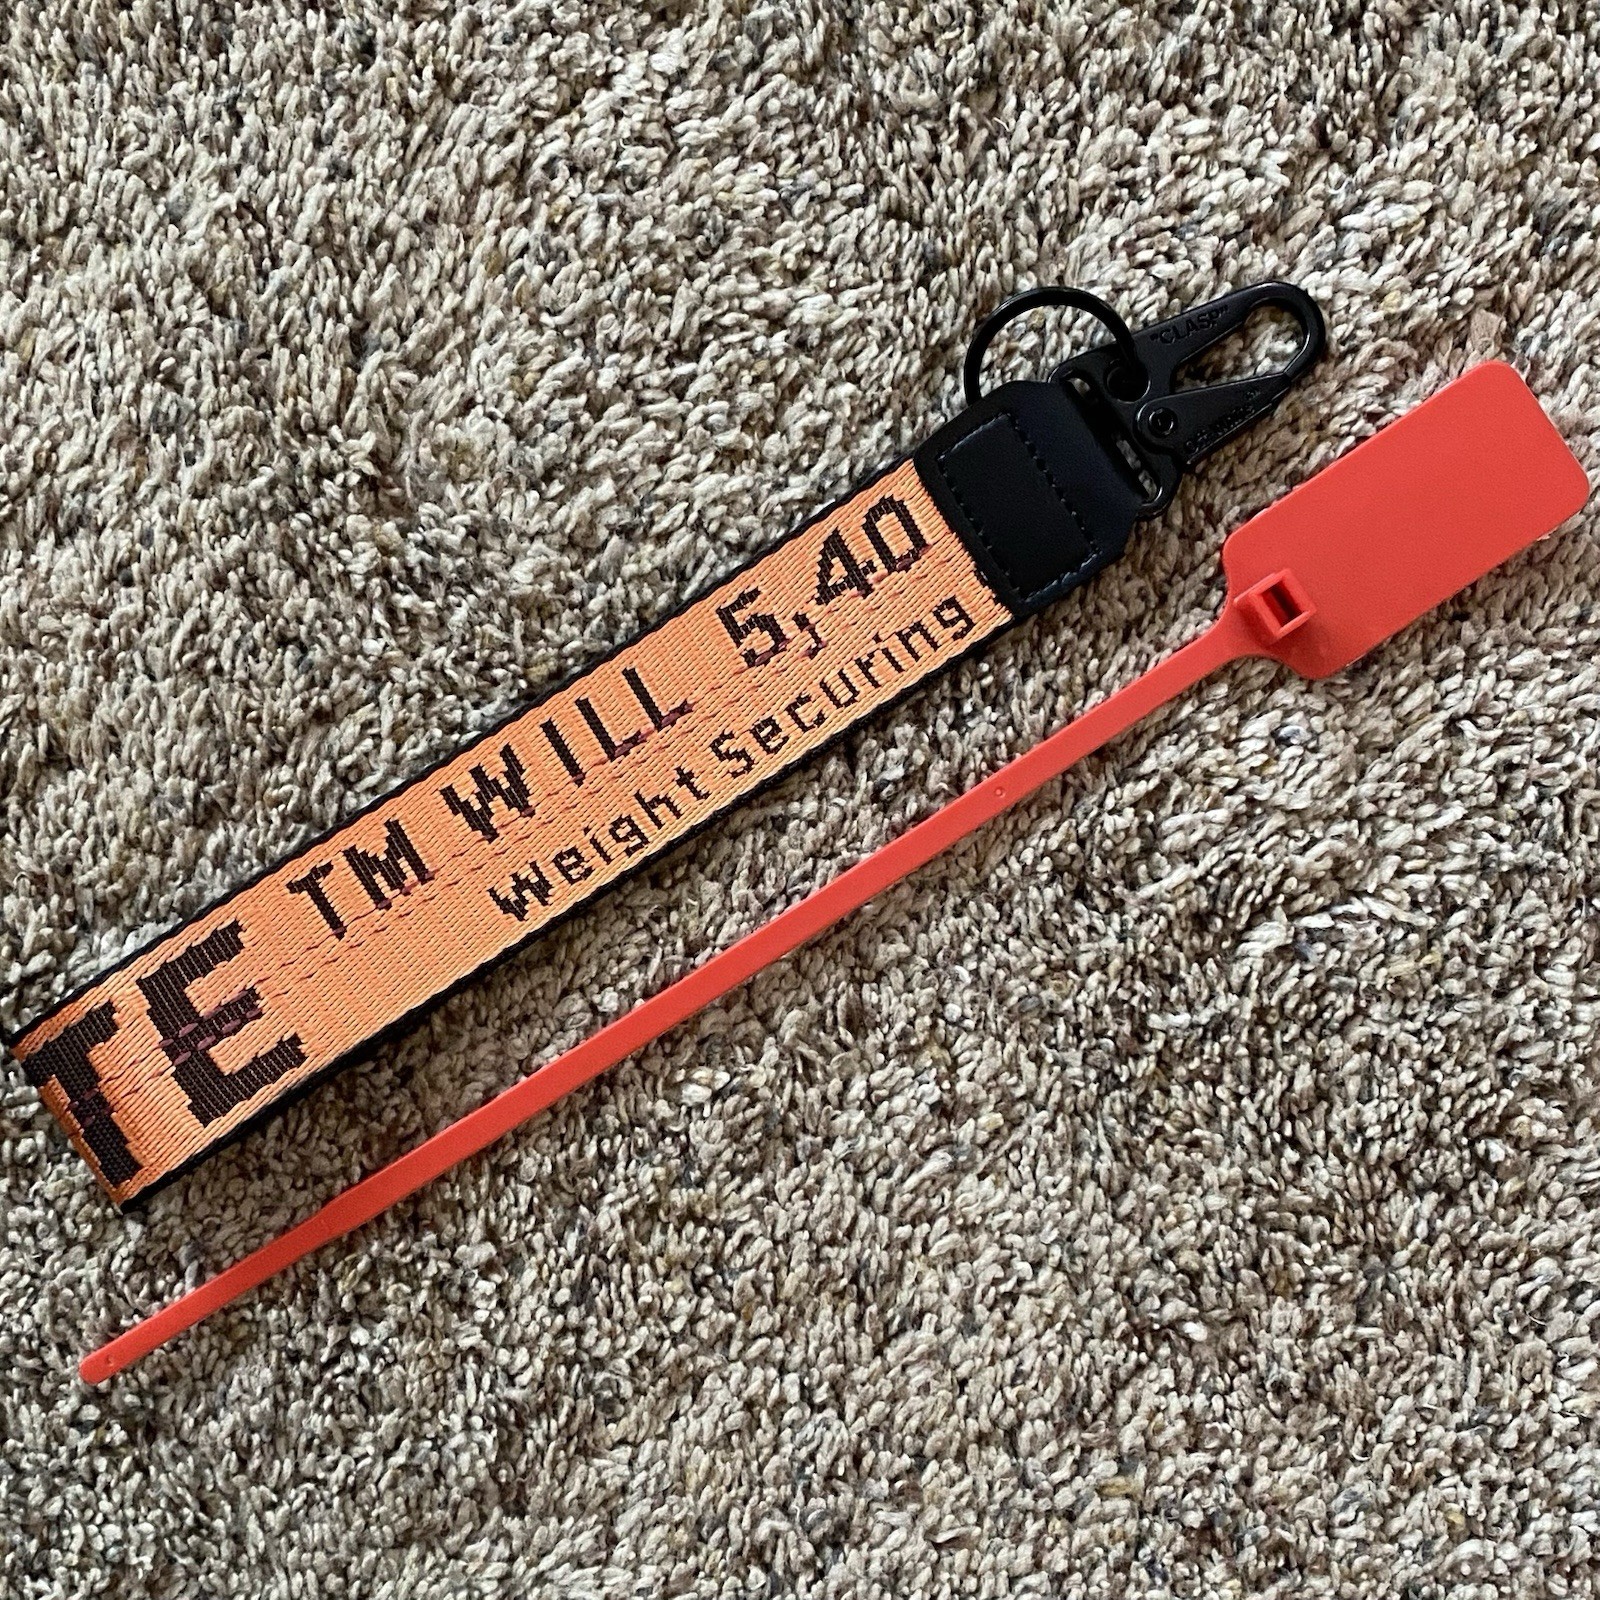 TE TM WILL 5,40
Weight Securing
"CLASP"